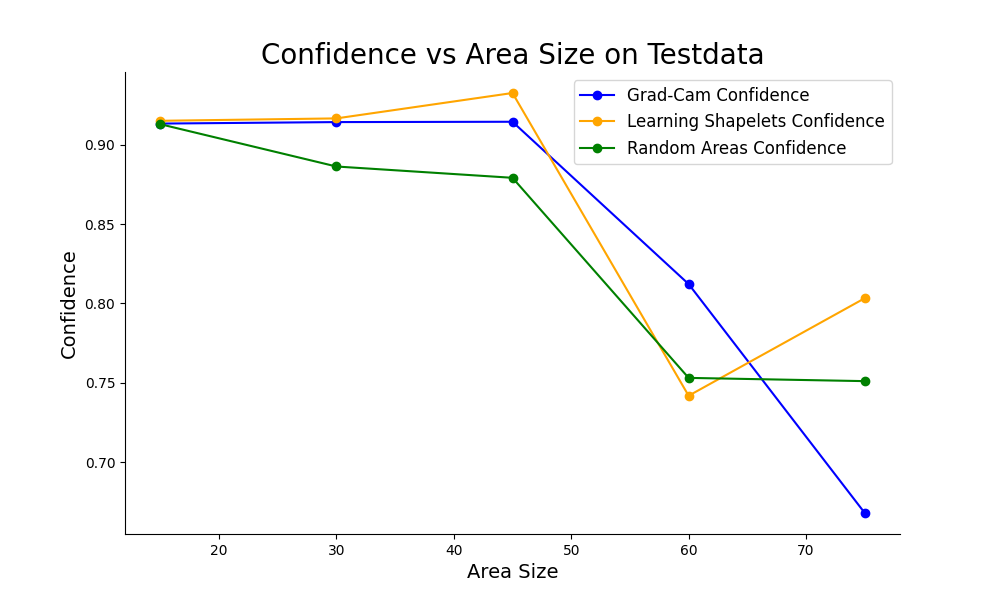 Confidence vs Area Size on Testdata
Grad-Cam Confidence
Learning Shapelets Confidence
Random Areas Confidence
Confidence
0.90
0.85
0.80
0.75
0.70
20 30 40 50 60 70
Area Size